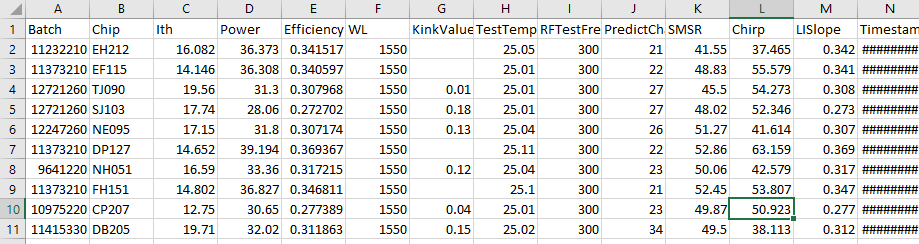 A B C D E F G H I J K L M N
1 Batch Chip Ith Power Efficiency WL KinkValue TestTemp RFTestFre PredictCh SMSR Chirp LISlope Timestam
2 11232210 EH212 16.082 36.373 0.341517 1550 25.05 300 21 41.55 37.465 0.342 ########
3 11373210 EF115 14.146 36.308 0.340597 1550 25.01 300 22 48.83 55.579 0.341 ########
4 12721260 TJ090 19.56 31.3 0.307968 1550 0.01 25.01 300 27 45.5 54.273 0.308 ########
5 12721260 SJ103 17.74 28.06 0.272702 1550 0.18 25.01 300 27 48.02 52.346 0.273 ########
6 12247260 NE095 17.15 31.8 0.307174 1550 0.13 25.04 300 26 51.27 41.614 0.307 ########
7 11373210 DP127 14.652 39.194 0.369367 1550 25.11 300 22 52.86 63.159 0.369 ########
8 9641220 NH051 16.59 33.36 0.317215 1550 0.12 25.04 300 23 50.06 42.579 0.317 ########
9 11373210 FH151 14.802 36.827 0.346811 1550 25.1 300 21 52.45 53.807 0.347 ########
10 10975220 CP207 12.75 30.65 0.277389 1550 0.04 25.01 300 23 49.87 50.923 0.277 ########
11 11415330 DB205 19.71 32.02 0.311863 1550 0.15 25.02 300 34 49.5 38.113 0.312 ########